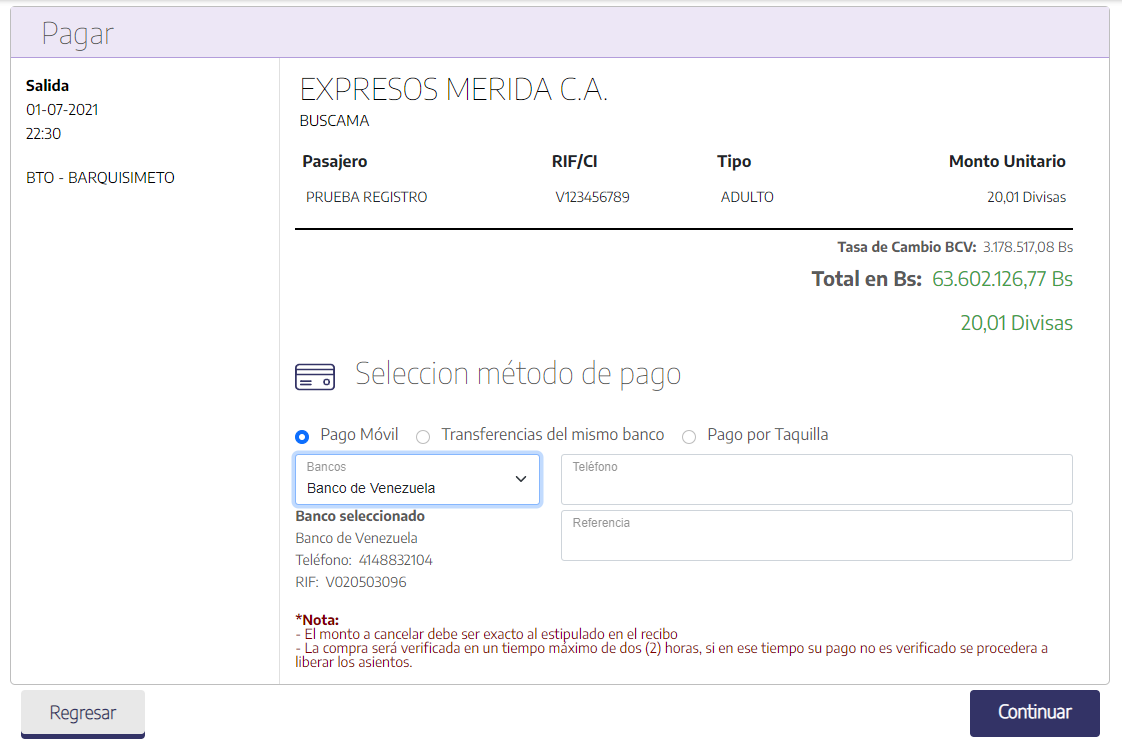 Pagar
Salida
01-07-2021
22:30
BTO - BARQUISIMETO
EXPRESOS MERIDA C.A.
BUSCAMA
Pasajero RIF/CI Tipo Monto Unitario
PRUEBA REGISTRO V123456789 ADULTO 20,01 Divisas
Tasa de Cambio BCV: 3.178.517,08 Bs
Total en Bs: 63.602.126,77 Bs
20,01 Divisas
Seleccion método de pago
Pago Móvil Transferencias del mismo banco Pago por Taquilla
Bancos
Banco de Venezuela
Teléfono
Banco seleccionado
Banco de Venezuela
Teléfono: 4148832104
RIF: V020503096
Referencia
*Nota:
- El monto a cancelar debe ser exacto al estipulado en el recibo
- La compra será verificada en un tiempo máximo de dos (2) horas, si en ese tiempo su pago no es verificado se procedera a
liberar los asientos.
Regresar
Continuar